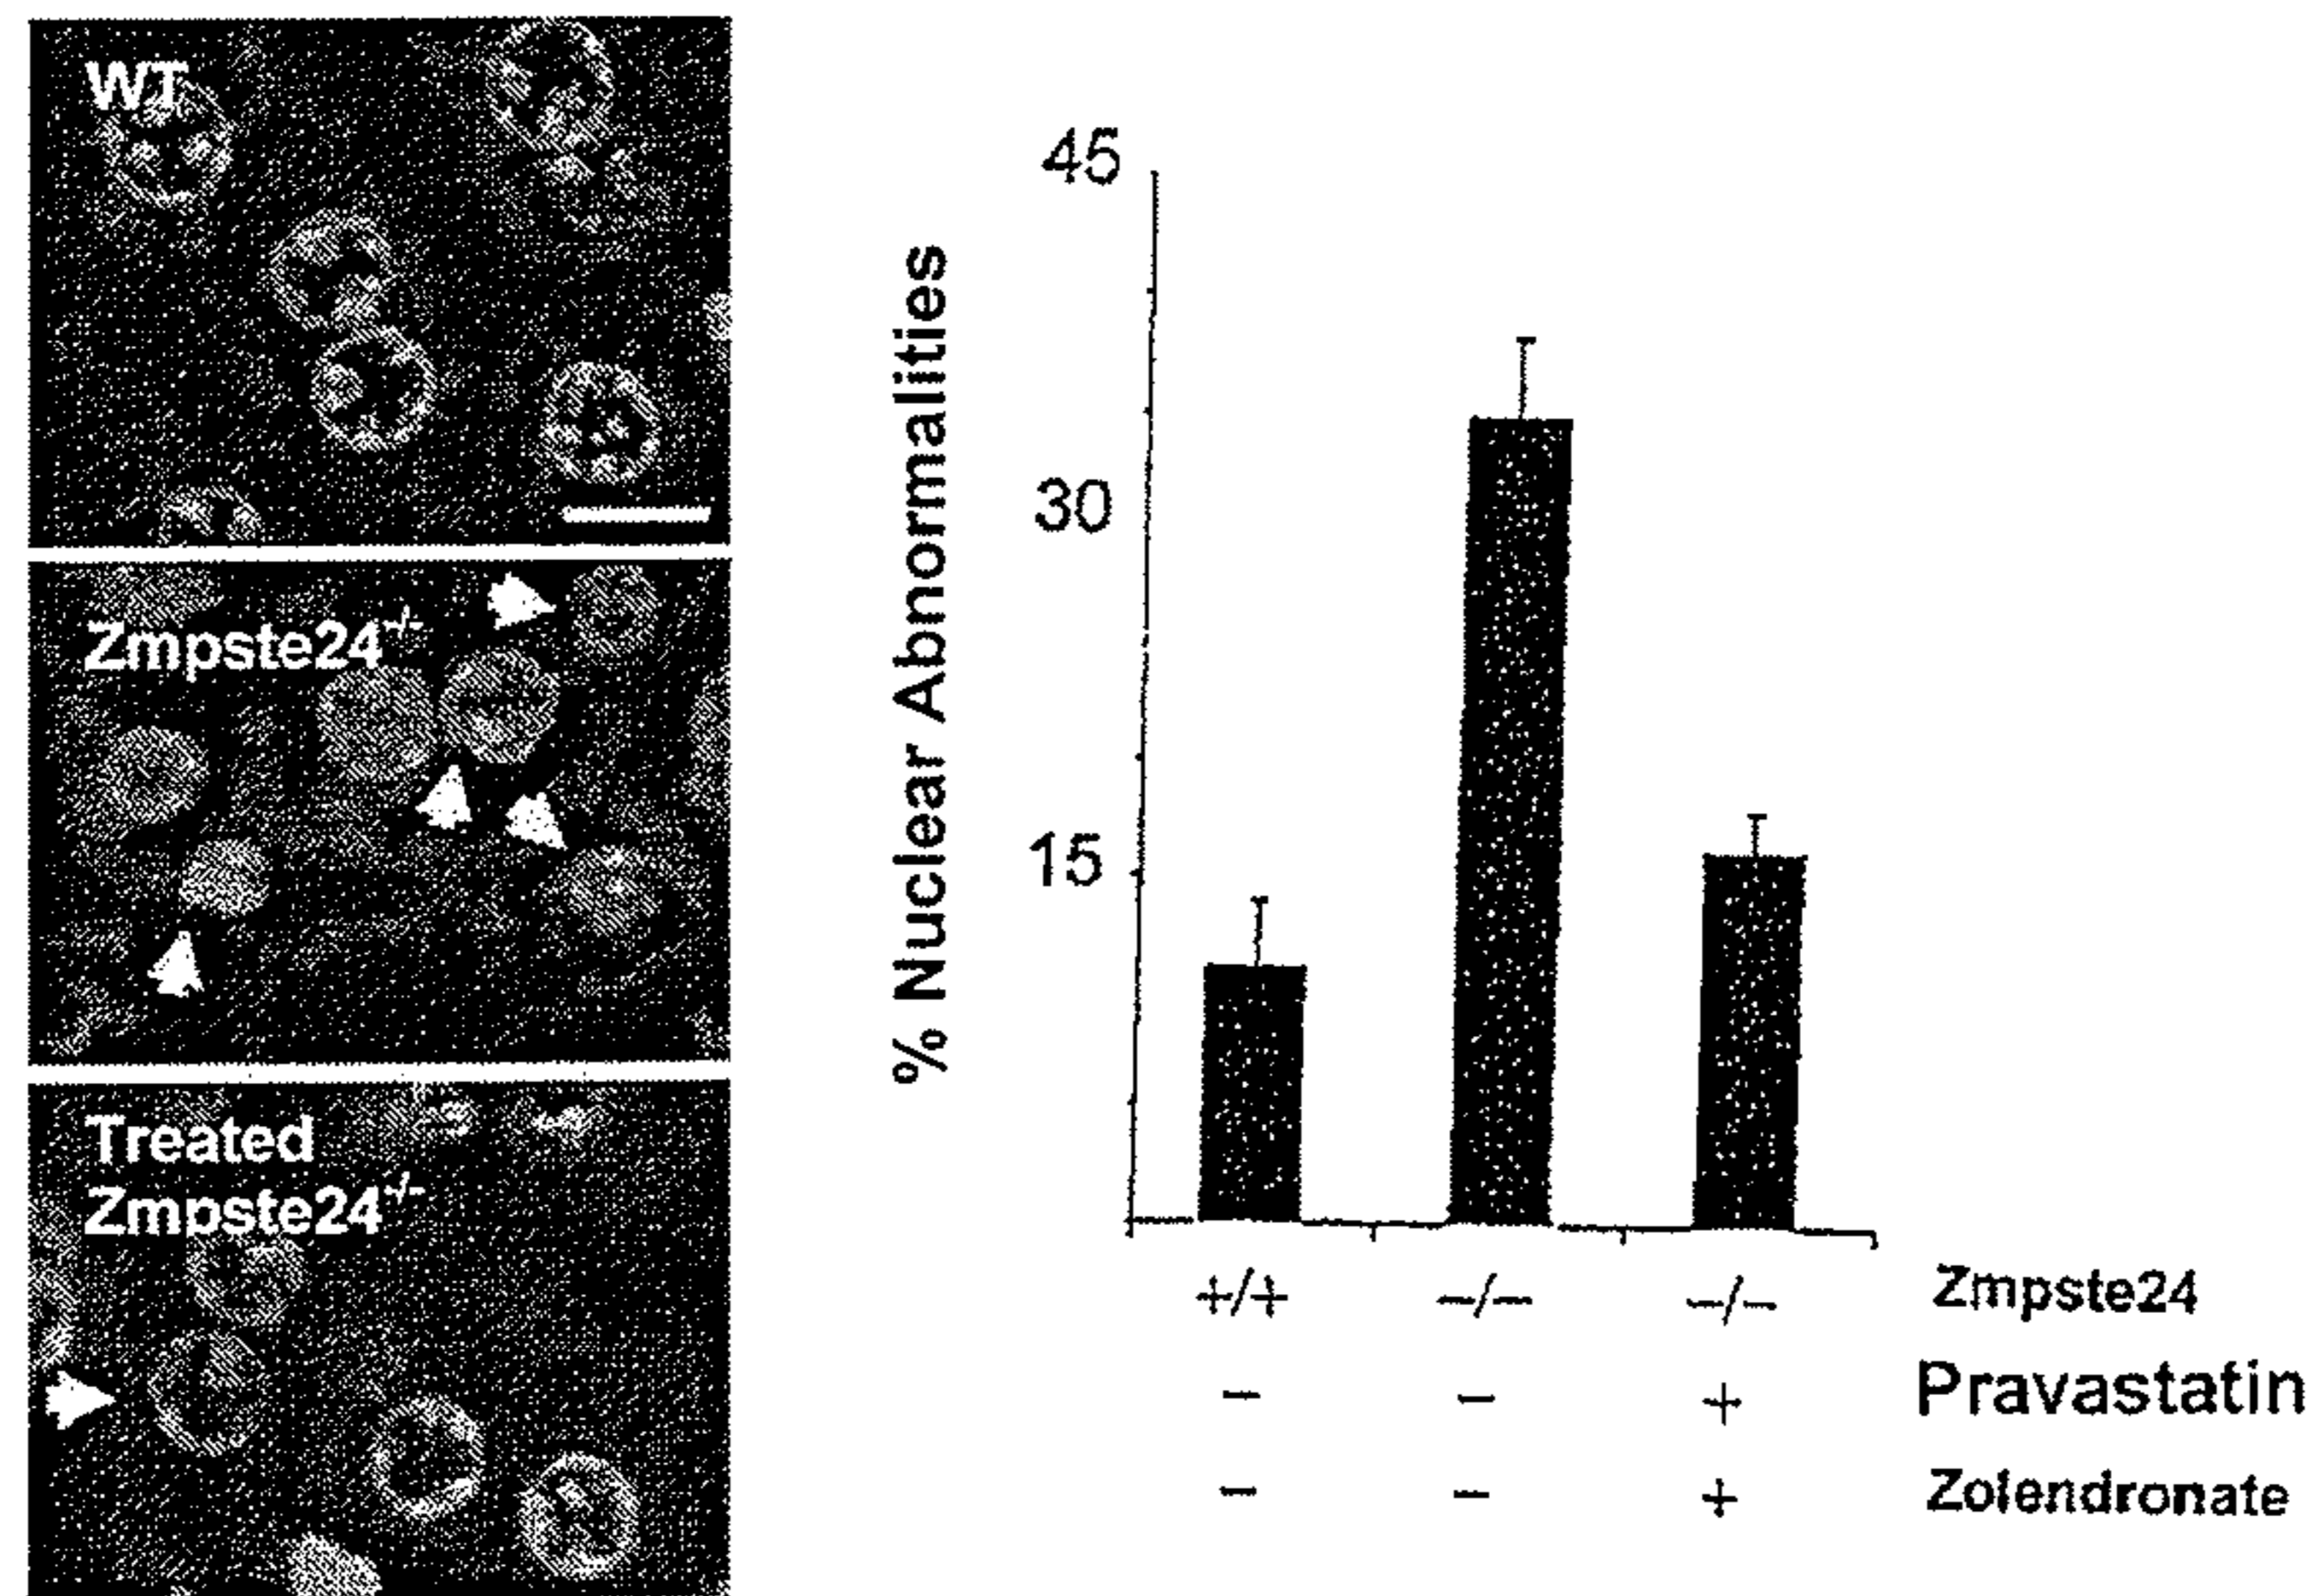 WT
Zmpste24-/-
Treated
Zmpste24-/-
% Nuclear Abnormalities
45
30
15
+/+ -/- -/- Zmpste24
- - + Pravastatin
- - + Zolendronate